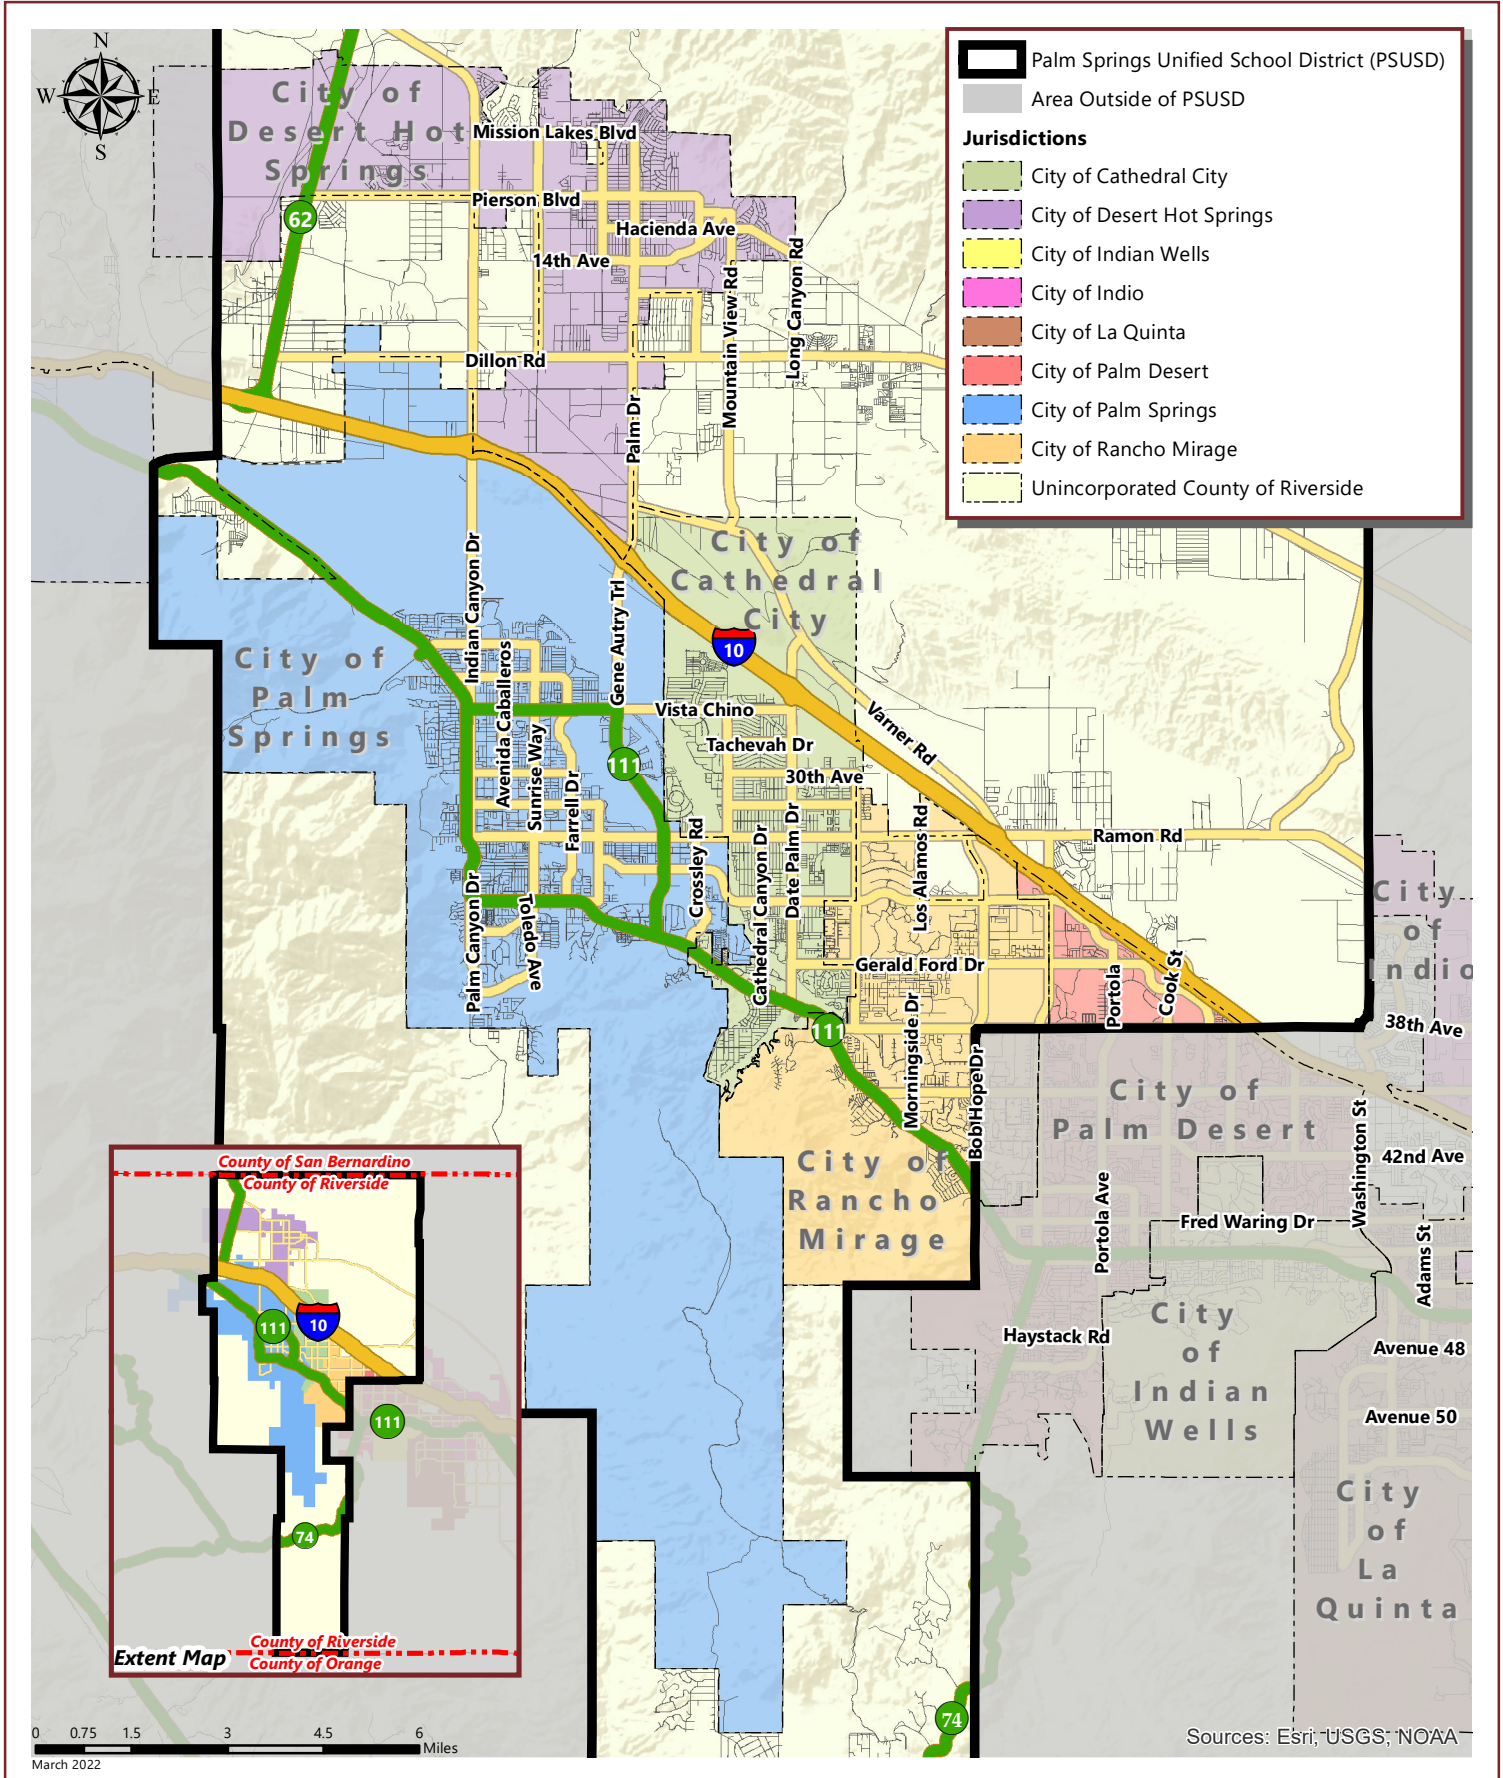 N
W
E
S
Palm Springs Unified School District (PSUSD)
Area Outside of PSUSD
Jurisdictions
City of Cathedral City
City of Desert Hot Springs
City of Indian Wells
City of Indio
City of La Quinta
City of Palm Desert
City of Palm Springs
City of Rancho Mirage
Unincorporated County of Riverside
City of
Desert Hot
Springs
Mission Lakes Blvd
Pierson Blvd
62
Hacienda Ave
14th Ave
Mountain View Rd
Long Canyon Rd
Dillon Rd
Palm Dr
City of
Cathedral
City
Indian Canyon Dr
Gene Autry Trl
10
City of
Palm
Springs
Avenida Caballeros
Vista Chino
Varner Rd
Tachevah Dr
Sunrise Way
111
30th Ave
Farrell Dr
Crossley Rd
Cathedral Canyon Dr
Date Palm Dr
Los Alamos Rd
Ramon Rd
Palm Canyon Dr
Toledo Ave
City
of
Indio
Gerald Ford Dr
Portola
Cook St
Morningside Dr
111
38th Ave
Bob Hope Dr
City of
Palm Desert
Washington St
42nd Ave
City of
Rancho
Mirage
Portola Ave
Fred Waring Dr
Adams St
City
of
Indian
Wells
Haystack Rd
Avenue 48
Avenue 50
City
of
La
Quinta
74
County of San Bernardino
County of Riverside
111
10
111
74
County of Riverside
County of Orange
Extent Map
0 0.75 1.5 3 4.5 6
Miles
March 2022
Sources: Esri, USGS, NOAA